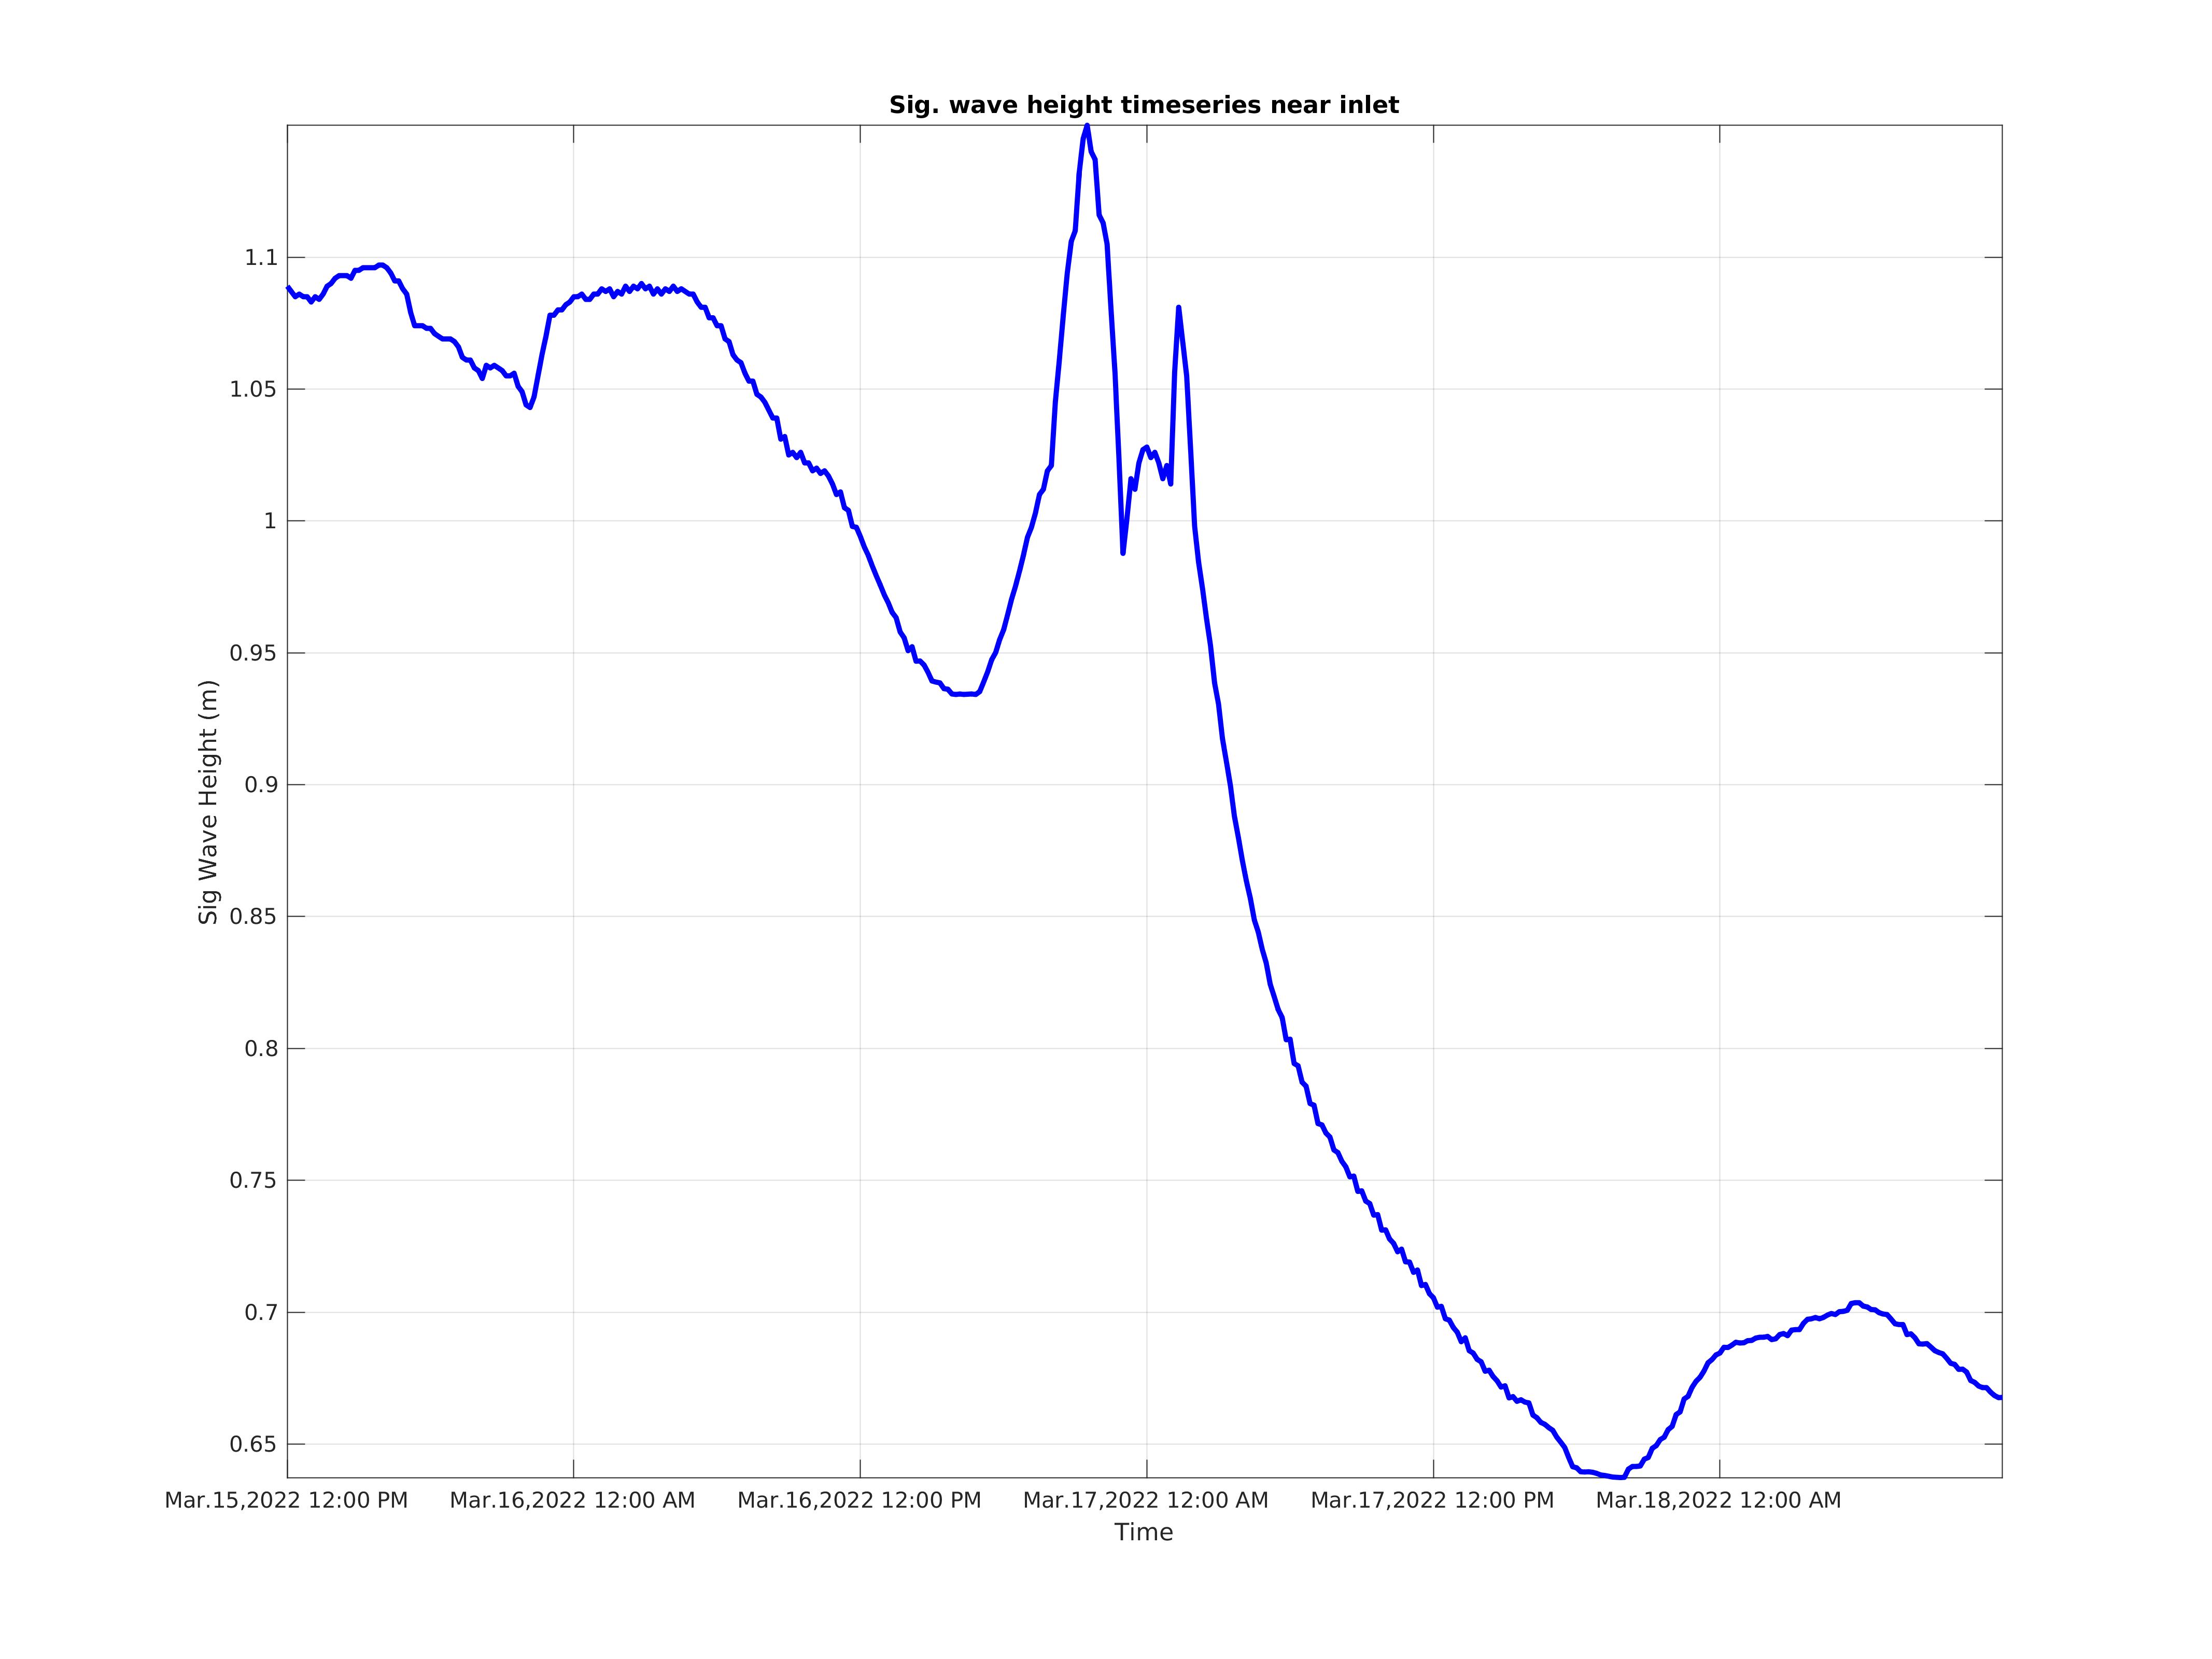 Sig. wave height timeseries near inlet
1.1
1.05
1
0.95
0.9
0.85
0.8
0.75
0.7
0.65
Sig Wave Height (m)
Mar.15,2022 12:00 PM Mar.16,2022 12:00 AM Mar.16,2022 12:00 PM Mar.17,2022 12:00 AM Mar.17,2022 12:00 PM Mar.18,2022 12:00 AM
Time